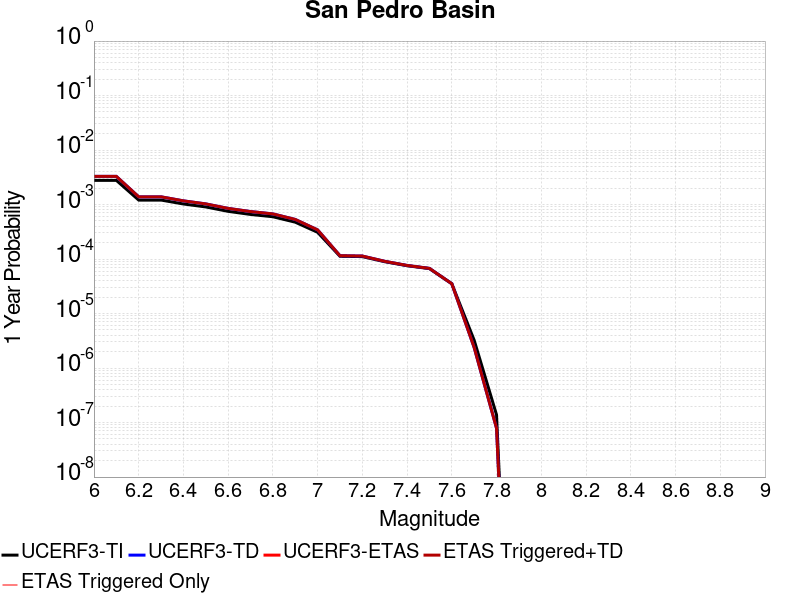 San Pedro Basin
10^0
10^-1
10^-2
10^-3
10^-4
10^-5
10^-6
10^-7
10^-8
1 Year Probability
6 6.2 6.4 6.6 6.8 7 7.2 7.4 7.6 7.8 8 8.2 8.4 8.6 8.8 9
Magnitude
UCERF3-TI UCERF3-TD UCERF3-ETAS ETAS Triggered+TD
ETAS Triggered Only